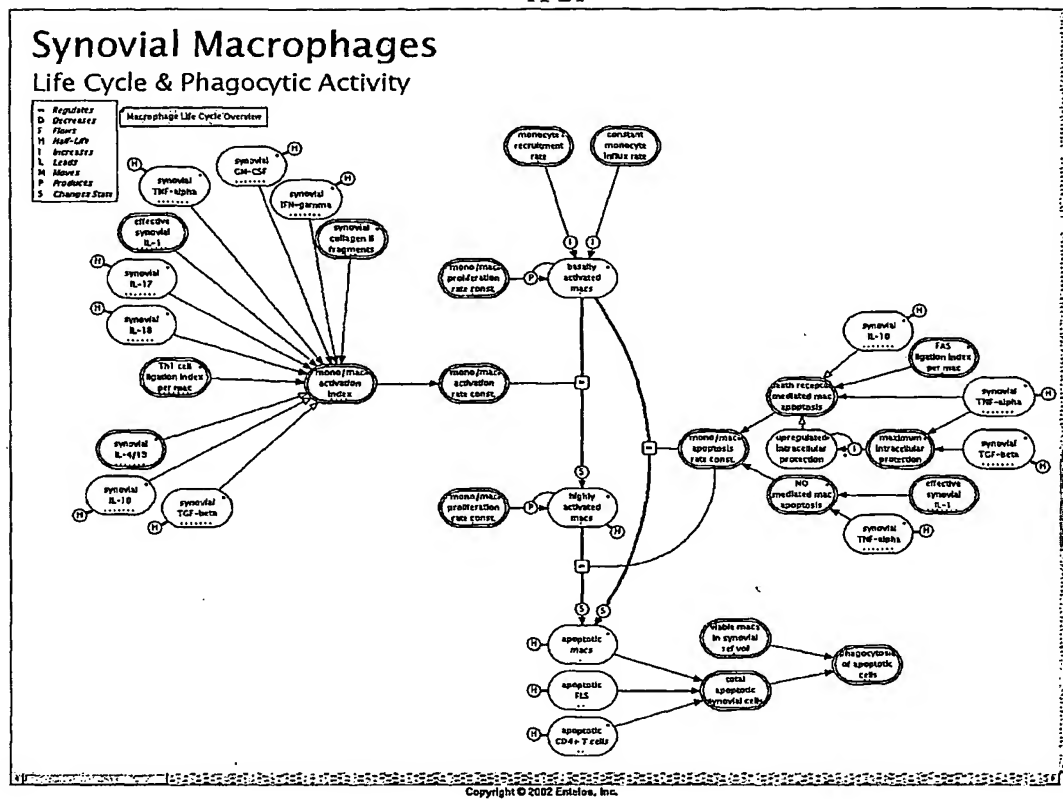 Synovial Macrophages
Life Cycle & Phagocytic Activity
– Regulates
D Decreases
F Flows
H Half-Life
I Increases
L Leads
M Moves
P Produces
S Changes State
Macrophage Life Cycle Overview
monocyte
recruitment
rate
constant
monocyte
influx rate
H
synovial
GM-CSF
H
synovial
TNF-alpha
H
synovial
IFN-gamma
effective
synovial
IL-1
synovial
collagen II
fragments
H
synovial
IL-17
H
synovial
IL-18
Th1 cell
ligation index
per mac
synovial
IL-4/13
synovial
IL-10
H
synovial
TGF-beta
H
mono/mac
activation
index
mono/mac
activation
rate const.
I
I
mono/mac
proliferation
rate const.
P
basally
activated
macs
–
S
mono/mac
proliferation
rate const.
P
highly
activated
macs
H
–
S
S
–
mono/mac
apoptosis
rate const.
synovial
IL-10
H
FAS
ligation index
per mac
death receptor
mediated mac
apoptosis
synovial
TNF-alpha
H
upregulated
intracellular
protection
I
maximum
intracellular
protection
synovial
TGF-beta
H
NO
mediated mac
apoptosis
effective
synovial
IL-1
synovial
TNF-alpha
H
H
apoptotic
macs
H
apoptotic
FLS
H
apoptotic
CD4+ T cells
viable macs
in synovial
ref vol
total
apoptotic
synovial cells
phagocytosis
of apoptotic
cells
Copyright © 2002 Entelos, Inc.